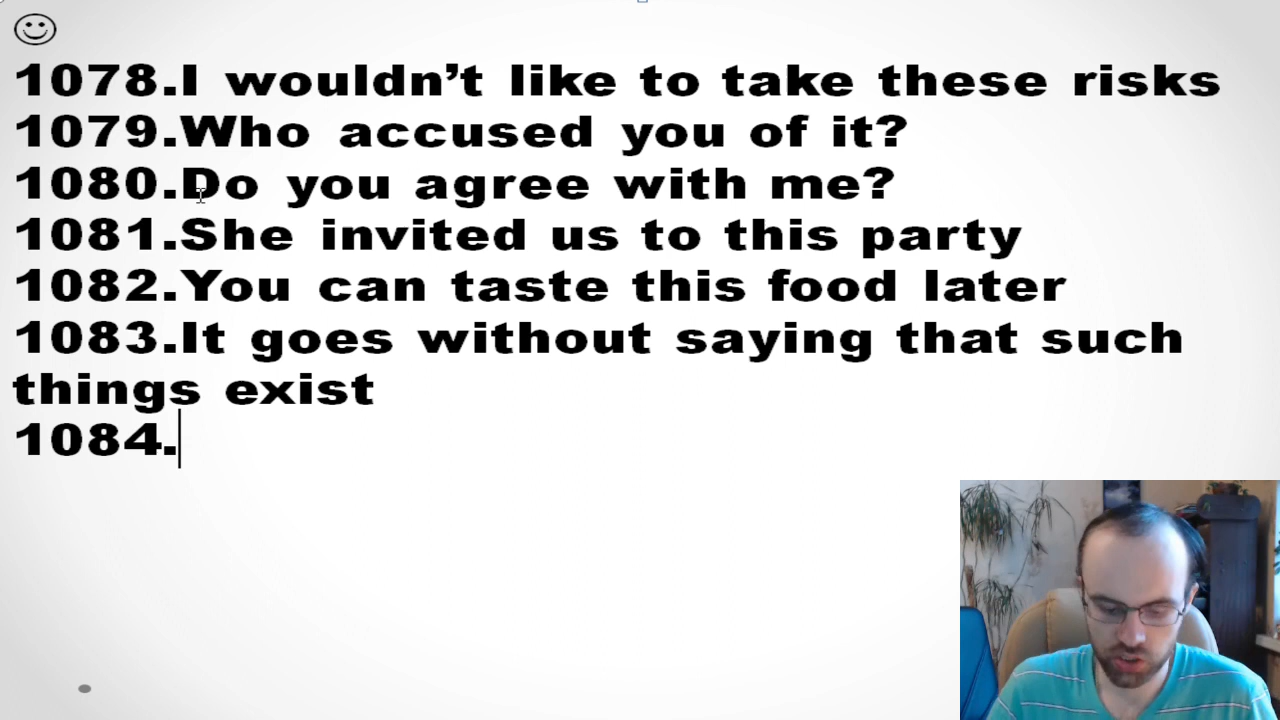 1078.I wouldn’t like to take these risks
1079.Who accused you of it?
1080.Do you agree with me?
1081.She invited us to this party
1082.You can taste this food later
1083.It goes without saying that such
things exist
1084.